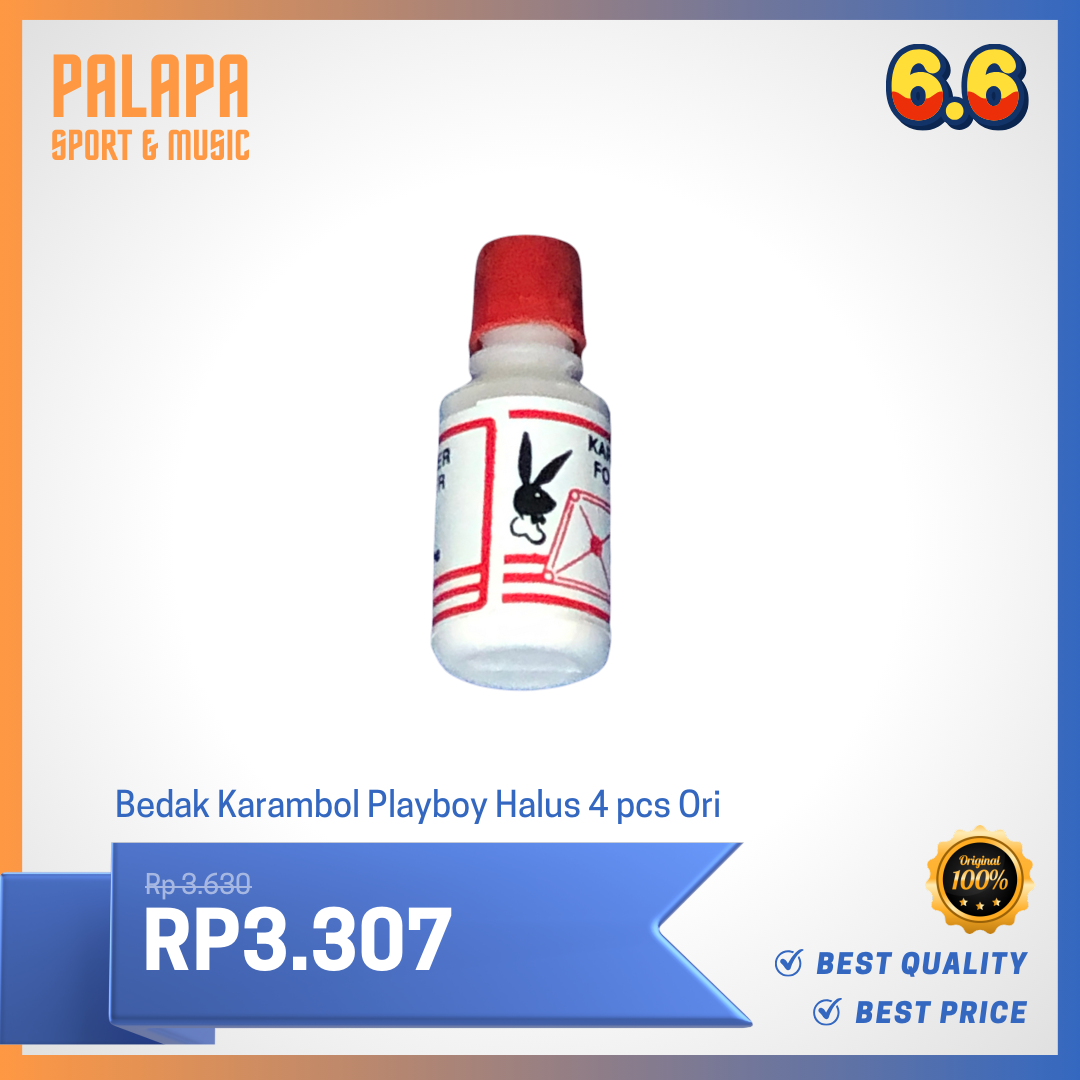 PALAPA
SPORT & MUSIC
6.6
FO
Bedak Karambol Playboy Halus 4 pcs Ori
Rp 3.630
RP3.307
Original
100%
BEST QUALITY
BEST PRICE